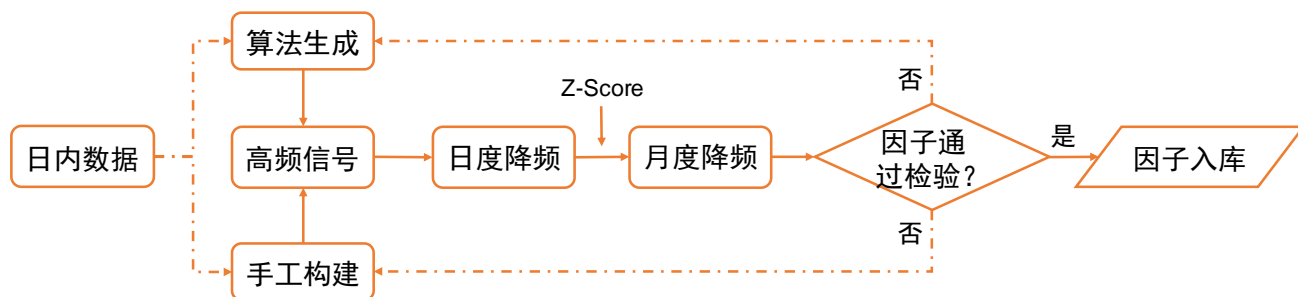 算法生成
否
Z-Score
日内数据
高频信号
日度降频
月度降频
因子通
过检验？
是
因子入库
否
手工构建